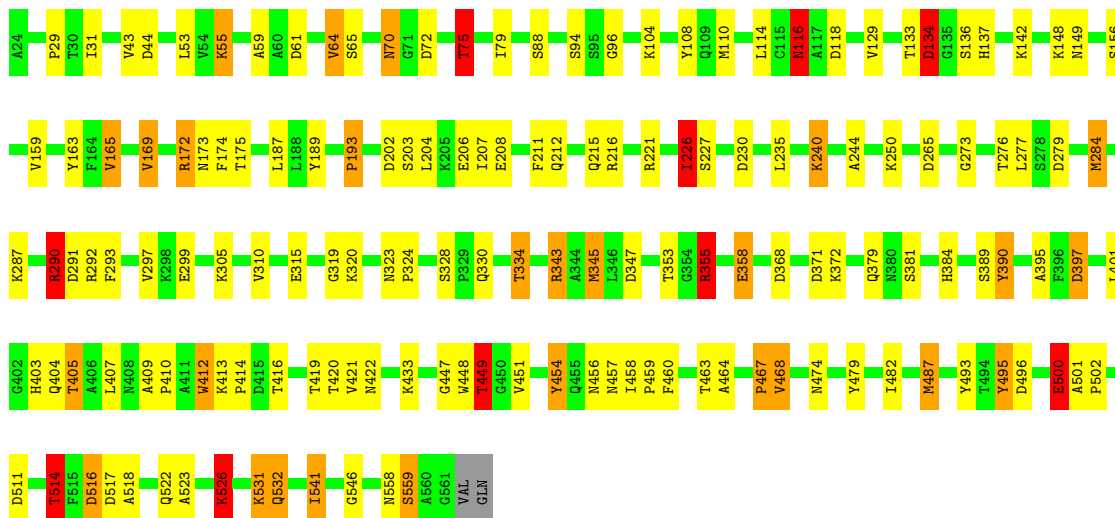 A24 P29 T30 I31 V43 D44 L53 V54 K55 A59 A60 D61 V64 S65 N70 G71 D72 T75 I79 S88 S94 S95 G96 K104 Y108 Q109 M110 L114 C115 N116 A117 D118 V129 T133 D134 G135 S136 H137 K142 K148 N149 S156
V159 Y163 F164 V165 V169 R172 N173 F174 T175 L187 L188 Y189 P193 D202 S203 L204 K205 E206 I207 E208 F211 Q212 Q215 R216 R221 I226 S227 D230 L235 K240 A244 K250 D265 G273 T276 L277 S278 D279 M284
K287 R290 D291 R292 F293 V297 K298 E299 K305 V310 E315 G319 K320 N323 P324 S328 P329 Q330 T334 R343 A344 M345 L346 D347 T353 G354 R355 E358 D368 D371 K372 Q379 N380 S381 H384 S389 Y390 A395 F396 D397 L401
G402 H403 Q404 T405 A406 L407 N408 A409 P410 A411 W412 K413 P414 D415 T416 T419 T420 V421 N422 K433 G447 W448 T449 G450 V451 Y454 Q455 N456 N457 I458 P459 F460 T463 A464 P467 V468 N474 Y479 I482 M487 Y493 T494 Y495 D496 E500 A501 P502
D511 T514 F515 D516 D517 A518 Q522 A523 K526 K531 Q532 I541 G546 N558 S559 A560 G561 VAL GLN